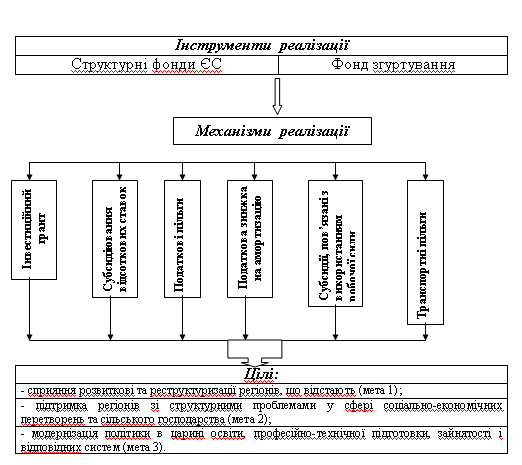 Інструменти реалізації
Структурні фонди ЄС
Фонд згуртування
Механізми реалізації
Інвестиційний
грант
Субсидіювання
відсоткових ставок
Податкові пільги
Податкова знижка
на амортизацію
Субсидії, пов’язані з
використанням
робочої сили
Транспортні пільги
Цілі:
- сприяння розвиткові та реструктуризації регіонів, що відстають (мета 1);
- підтримка регіонів зі структурними проблемами у сфері соціально-економічних
перетворень та сільського господарства (мета 2);
- модернізація політики в царині освіти, професійно-технічної підготовки, зайнятості і
відповідних систем (мета 3).